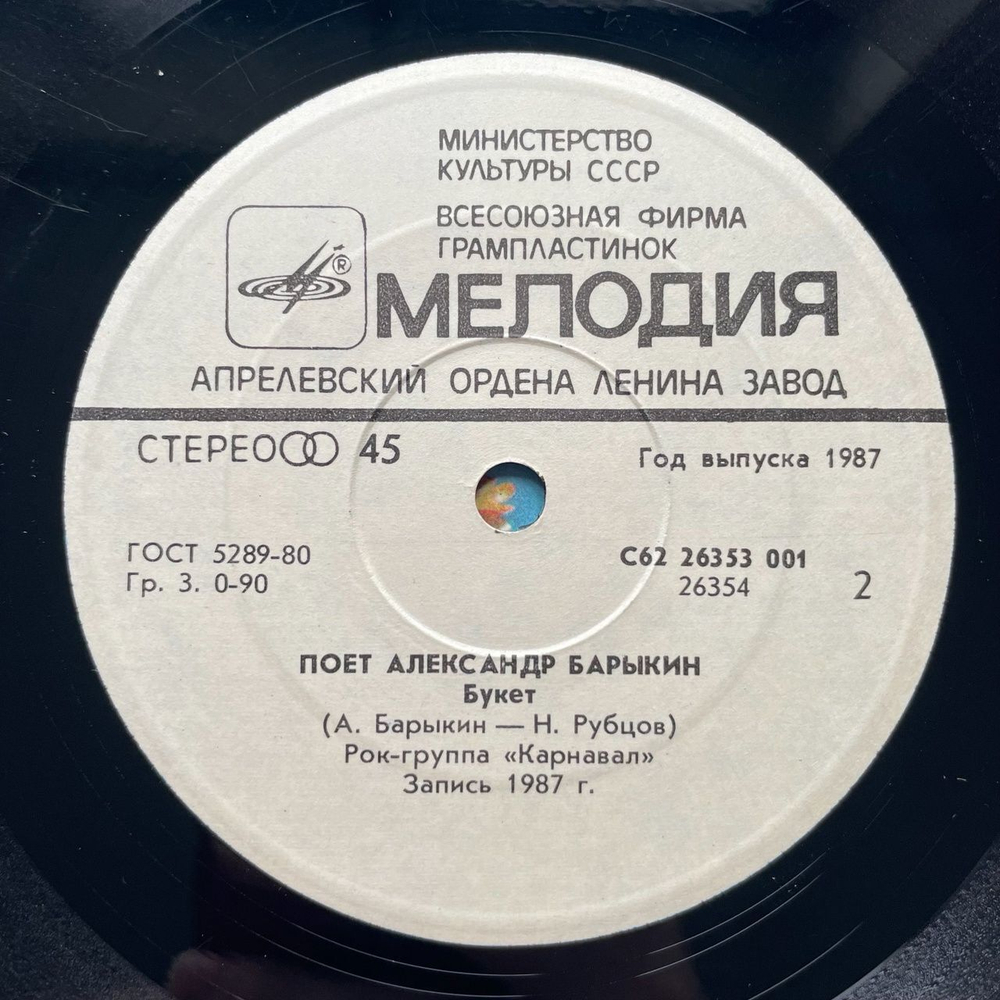 МИНИСТЕРСТВО
КУЛЬТУРЫ СССР
ВСЕСОЮЗНАЯ ФИРМА
ГРАМПЛАСТИНОК
®
МЕЛОДИЯ
АПРЕЛЕВСКИЙ ОРДЕНА ЛЕНИНА ЗАВОД
СТЕРЕО 45
Год выпуска 1987
ГОСТ 5289-80
Гр. 3. 0-90
С62 26353 001
26354
2
ПОЕТ АЛЕКСАНДР БАРЫКИН
Букет
(А. Барыкин — Н. Рубцов)
Рок-группа «Карнавал»
Запись 1987 г.